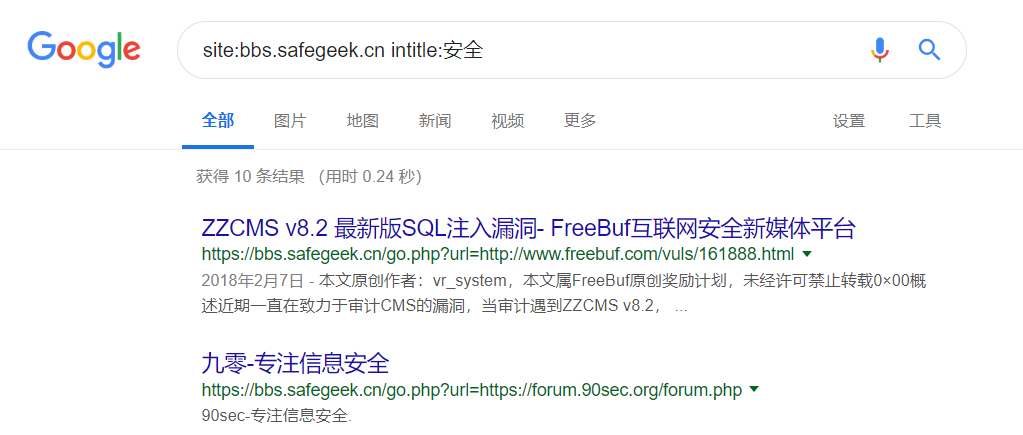 Google
site:bbs.safegeek.cn intitle:安全
全部 图片 地图 新闻 视频 更多 设置 工具
获得 10 条结果 （用时 0.24 秒）
ZZCMS v8.2 最新版SQL注入漏洞- FreeBuf互联网安全新媒体平台
https://bbs.safegeek.cn/go.php?url=http://www.freebuf.com/vuls/161888.html
2018年2月7日 - 本文原创作者：vr_system，本文属FreeBuf原创奖励计划，未经许可禁止转载0×00概
述近期一直在致力于审计CMS的漏洞，当审计遇到ZZCMS v8.2， ...
九零-专注信息安全
https://bbs.safegeek.cn/go.php?url=https://forum.90sec.org/forum.php
90sec-专注信息安全.